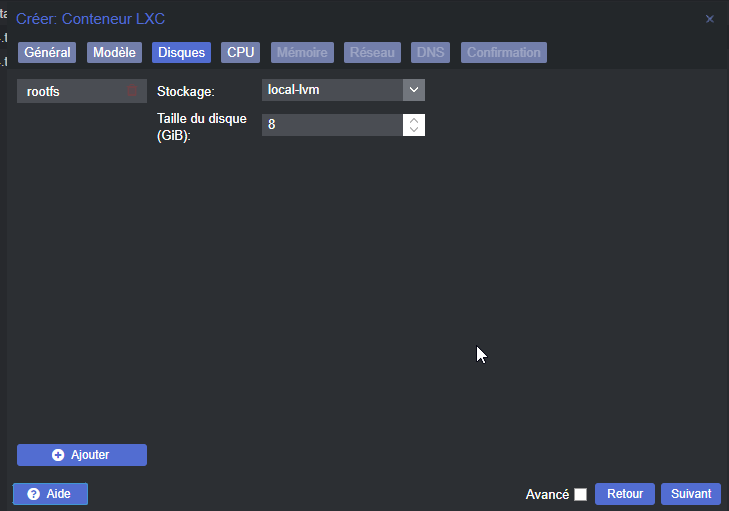 Créer: Conteneur LXC
Général Modèle Disques CPU Mémoire Réseau DNS Confirmation
rootfs
Stockage: local-lvm
Taille du disque
(GiB): 8
Ajouter
Aide Avancé Retour Suivant